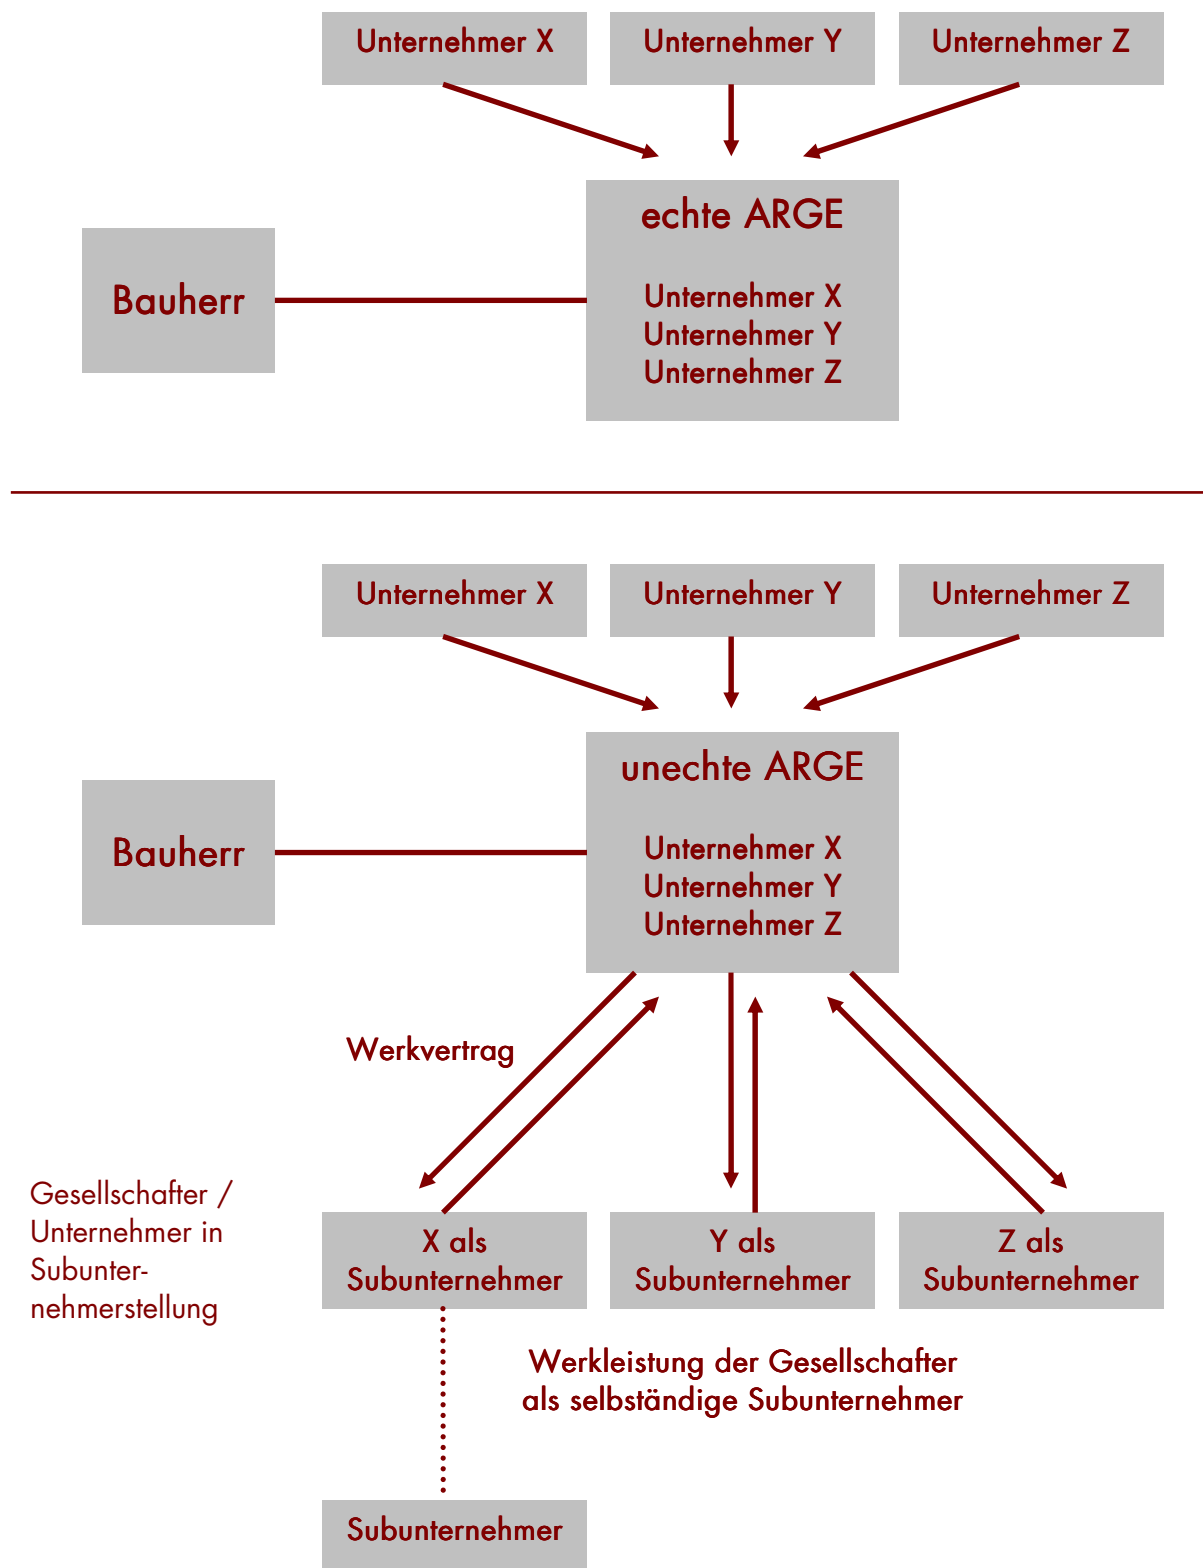 Unternehmer X
Unternehmer Y
Unternehmer Z
echte ARGE
Bauherr
Unternehmer X
Unternehmer Y
Unternehmer Z
Unternehmer X
Unternehmer Y
Unternehmer Z
unechte ARGE
Bauherr
Unternehmer X
Unternehmer Y
Unternehmer Z
Werkvertrag
Gesellschafter /
Unternehmer in
Subunter-
nehmerstellung
X als
Subunternehmer
Y als
Subunternehmer
Z als
Subunternehmer
Werkleistung der Gesellschafter
als selbständige Subunternehmer
Subunternehmer